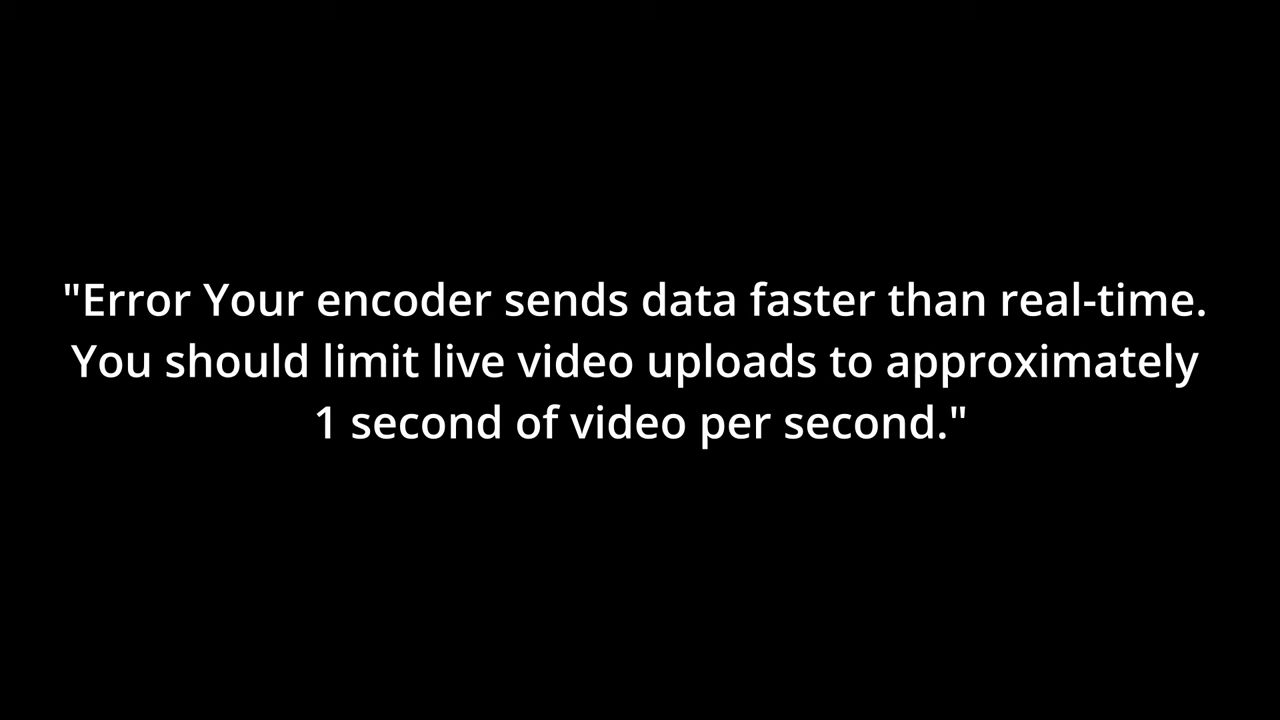 "Error Your encoder sends data faster than real-time.
You should limit live video uploads to approximately
1 second of video per second."